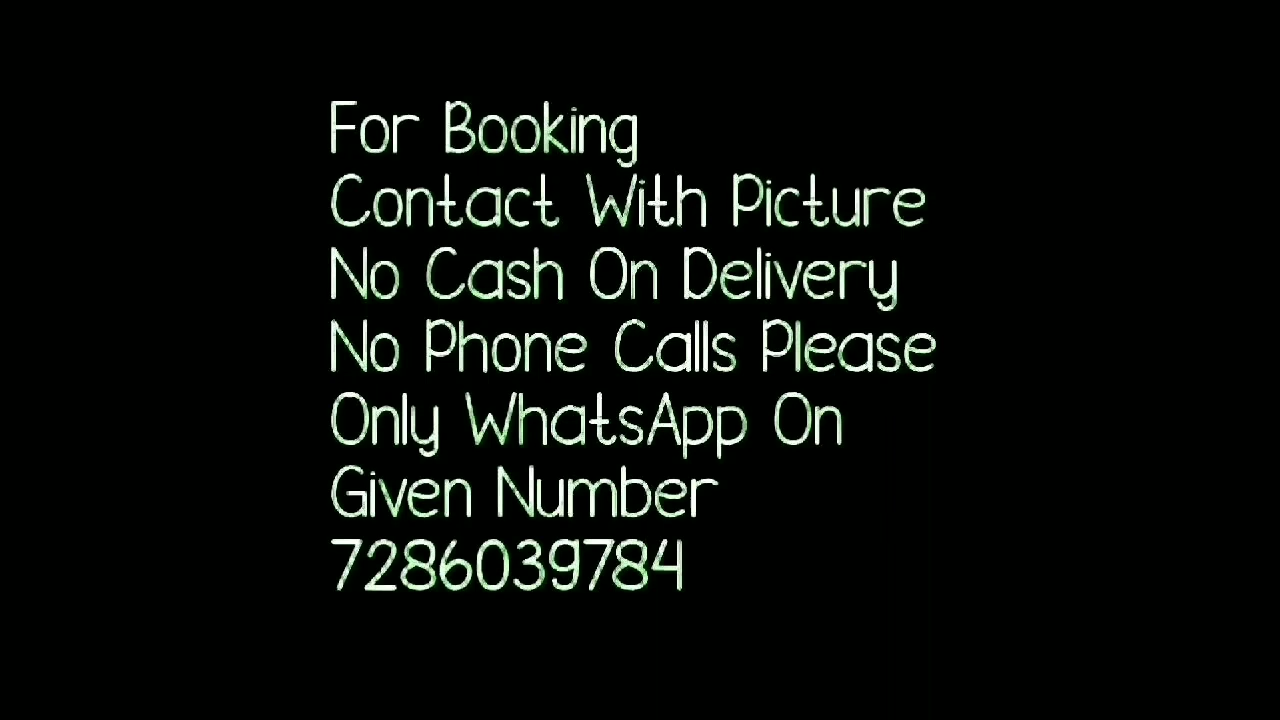 For Booking
Contact With Picture
No Cash On Delivery
No Phone Calls Please
Only WhatsApp On
Given Number
7286039784